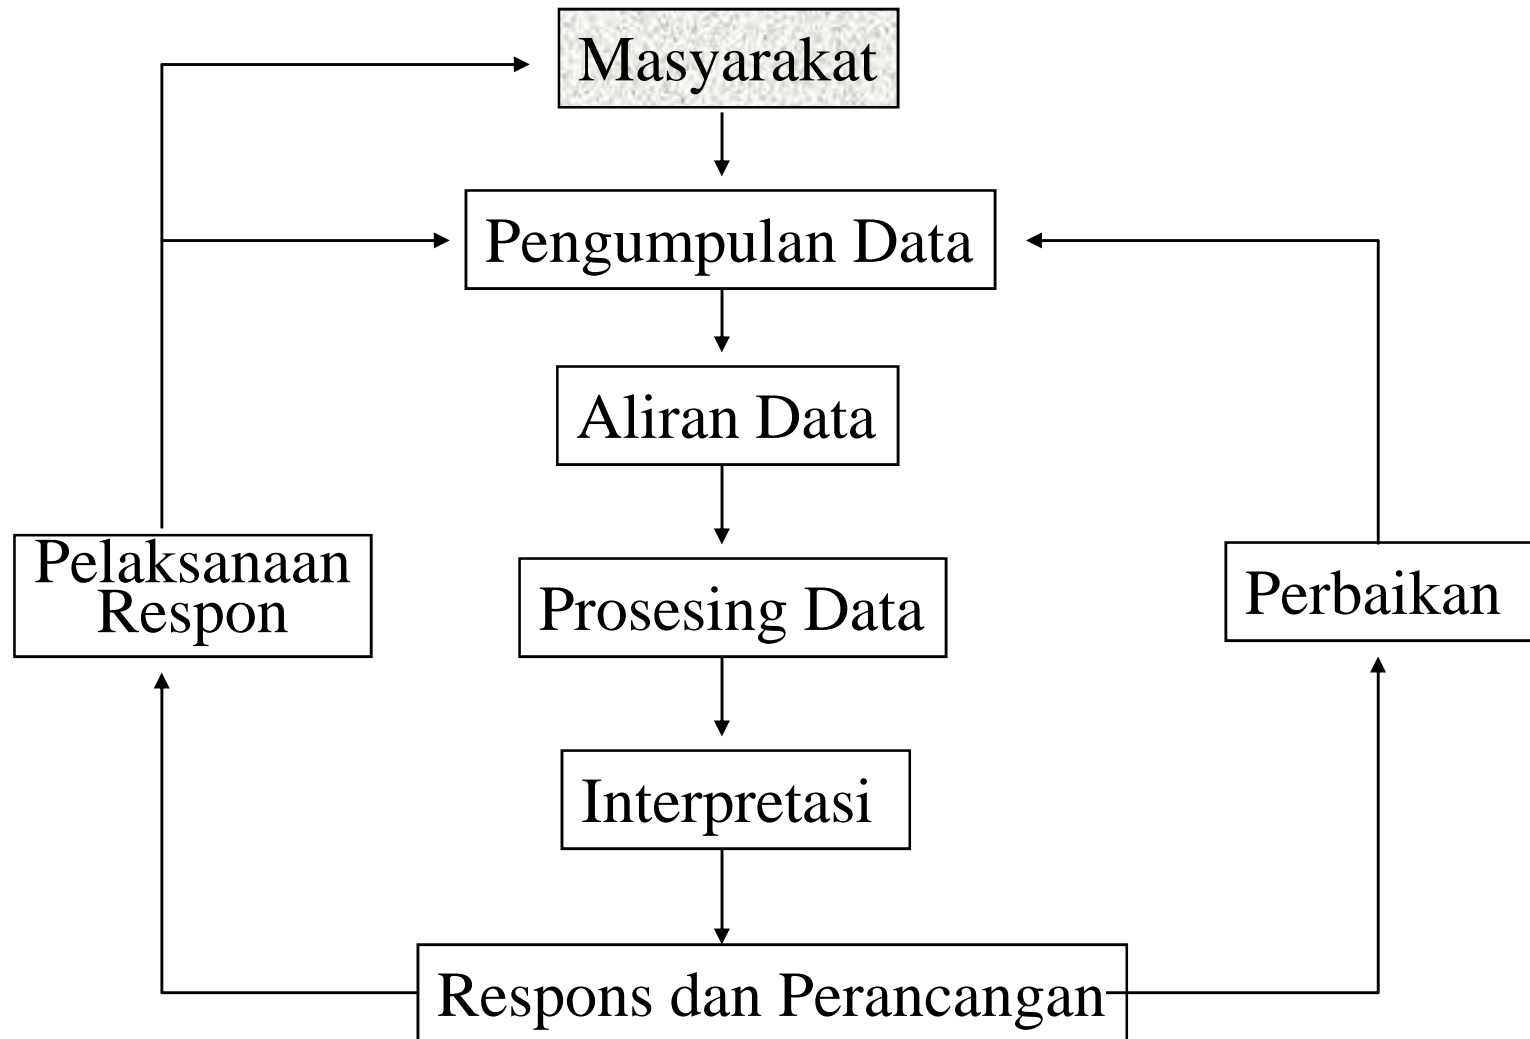 Masyarakat
Pengumpulan Data
Aliran Data
Pelaksanaan
Respon
Prosesing Data
Perbaikan
Interpretasi
Respons dan Perancangan